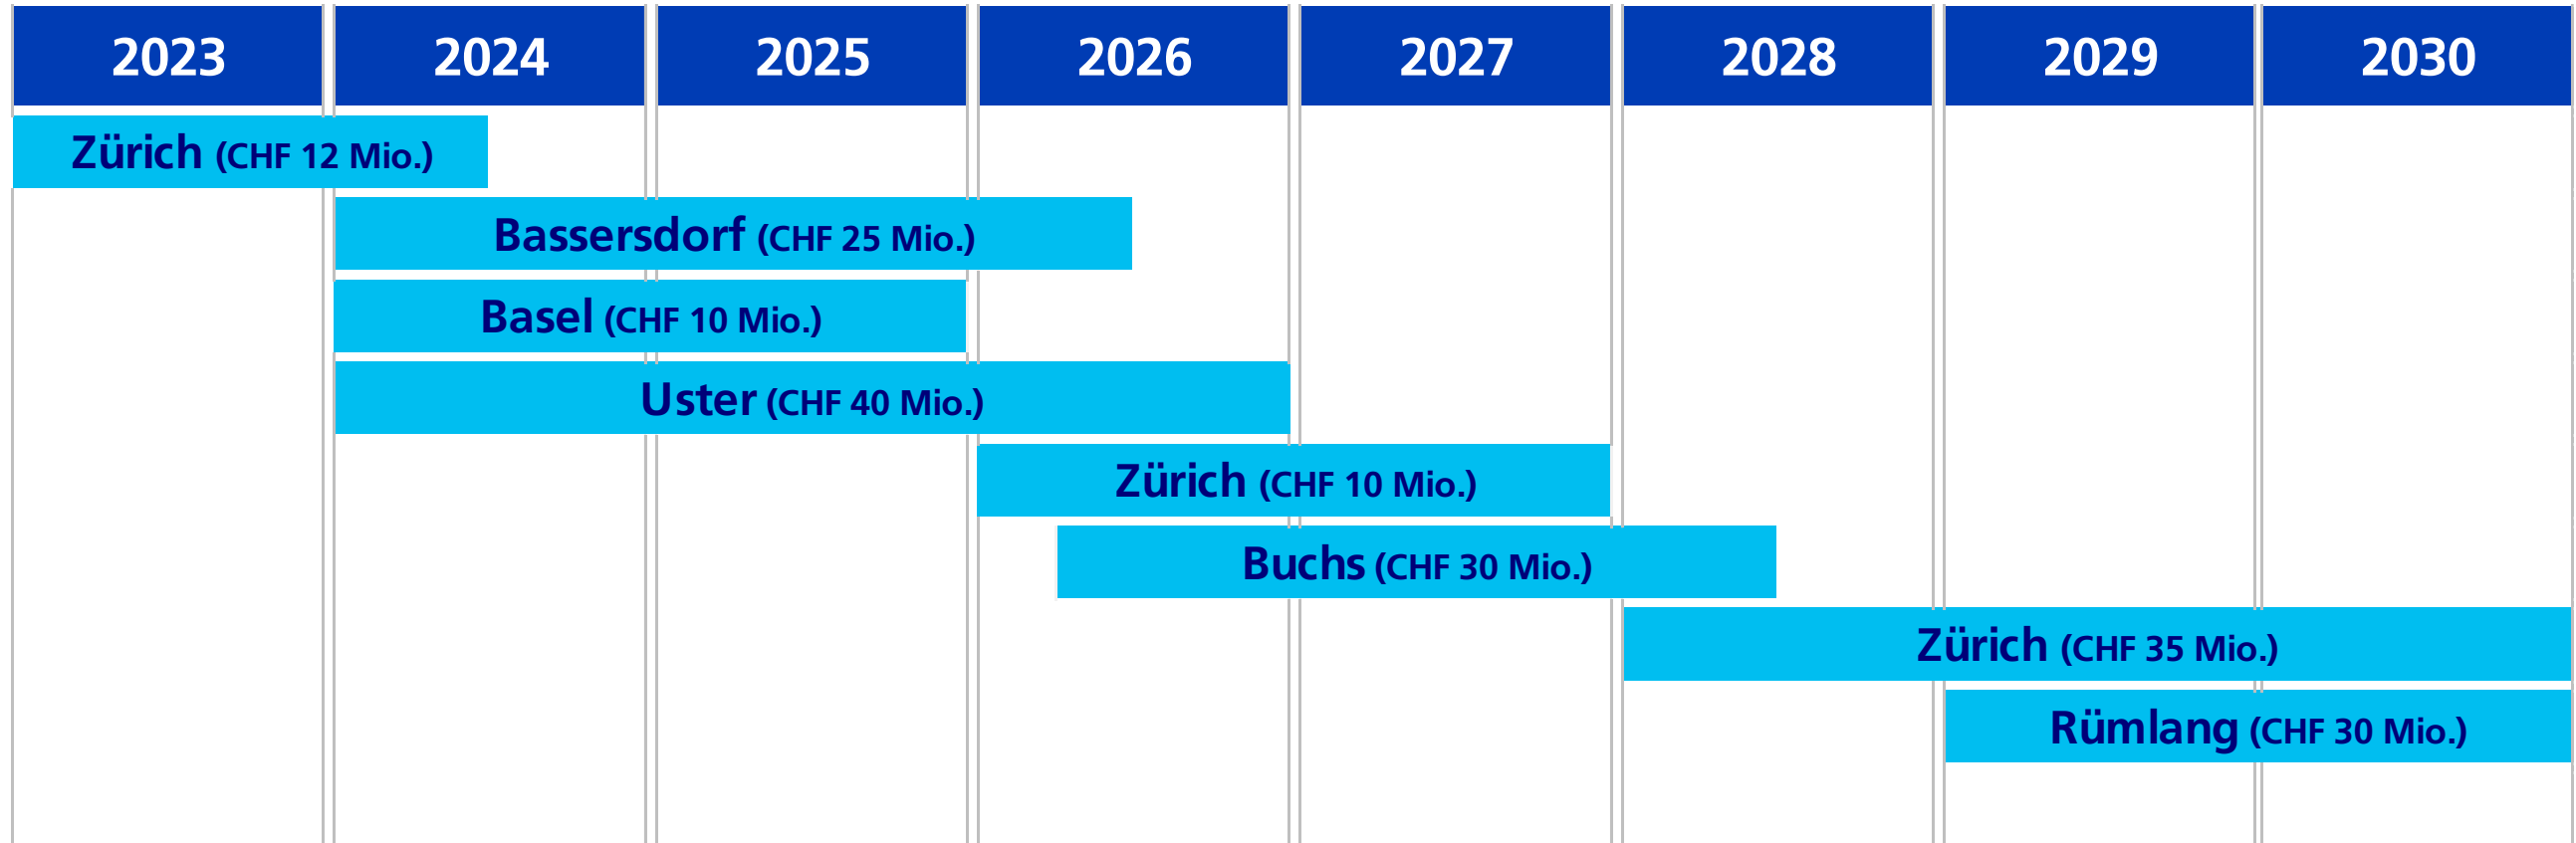 2023 2024 2025 2026 2027 2028 2029 2030
Zürich (CHF 12 Mio.)
Bassersdorf (CHF 25 Mio.)
Basel (CHF 10 Mio.)
Uster (CHF 40 Mio.)
Zürich (CHF 10 Mio.)
Buchs (CHF 30 Mio.)
Zürich (CHF 35 Mio.)
Rümlang (CHF 30 Mio.)